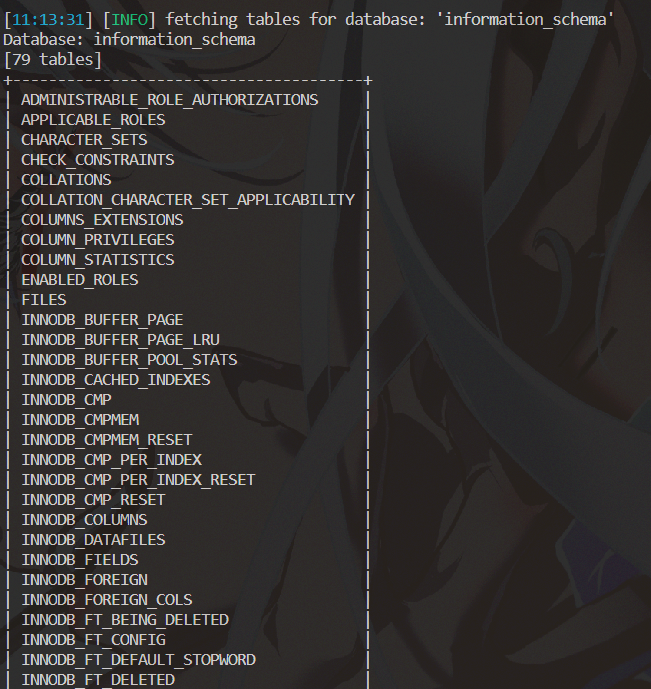 [11:13:31] [INFO] fetching tables for database: 'information_schema'
Database: information_schema
[79 tables]
+---------------------------------------+
| ADMINISTRABLE_ROLE_AUTHORIZATIONS     |
| APPLICABLE_ROLES                      |
| CHARACTER_SETS                        |
| CHECK_CONSTRAINTS                     |
| COLLATIONS                            |
| COLLATION_CHARACTER_SET_APPLICABILITY |
| COLUMNS_EXTENSIONS                    |
| COLUMN_PRIVILEGES                     |
| COLUMN_STATISTICS                     |
| ENABLED_ROLES                         |
| FILES                                 |
| INNODB_BUFFER_PAGE                    |
| INNODB_BUFFER_PAGE_LRU                |
| INNODB_BUFFER_POOL_STATS              |
| INNODB_CACHED_INDEXES                 |
| INNODB_CMP                            |
| INNODB_CMPMEM                         |
| INNODB_CMPMEM_RESET                   |
| INNODB_CMP_PER_INDEX                  |
| INNODB_CMP_PER_INDEX_RESET            |
| INNODB_CMP_RESET                      |
| INNODB_COLUMNS                        |
| INNODB_DATAFILES                      |
| INNODB_FIELDS                         |
| INNODB_FOREIGN                        |
| INNODB_FOREIGN_COLS                   |
| INNODB_FT_BEING_DELETED               |
| INNODB_FT_CONFIG                      |
| INNODB_FT_DEFAULT_STOPWORD            |
| INNODB_FT_DELETED                     |